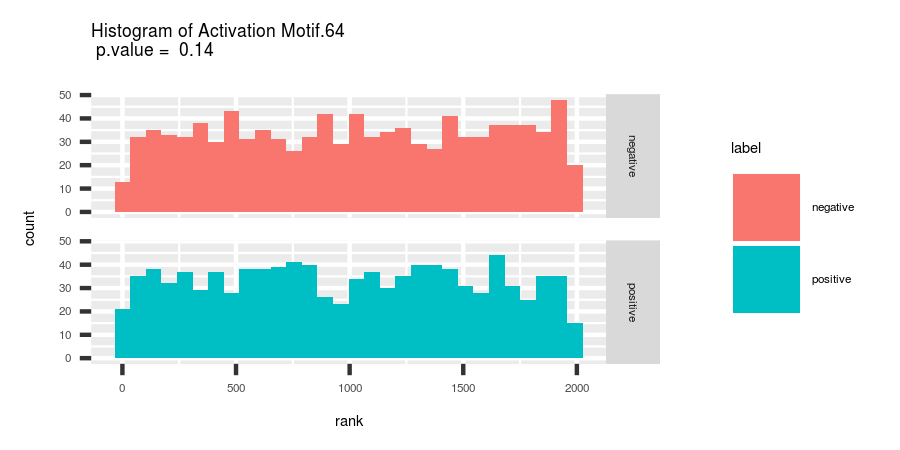 Histogram of Activation Motif.64
p.value = 0.14
50
40
30
20
10
0
negative
50
40
30
20
10
0
positive
0 500 1000 1500 2000
rank
count
label
negative
positive